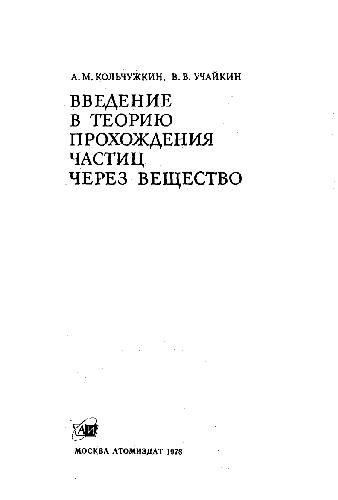 А. М. КОЛЬЧУЖКИН, В. В. УЧАЙКИН
ВВЕДЕНИЕ
В ТЕОРИЮ
ПРОХОЖДЕНИЯ
ЧАСТИЦ
ЧЕРЕЗ ВЕЩЕСТВО
МОСКВА АТОМИЗДАТ 1978